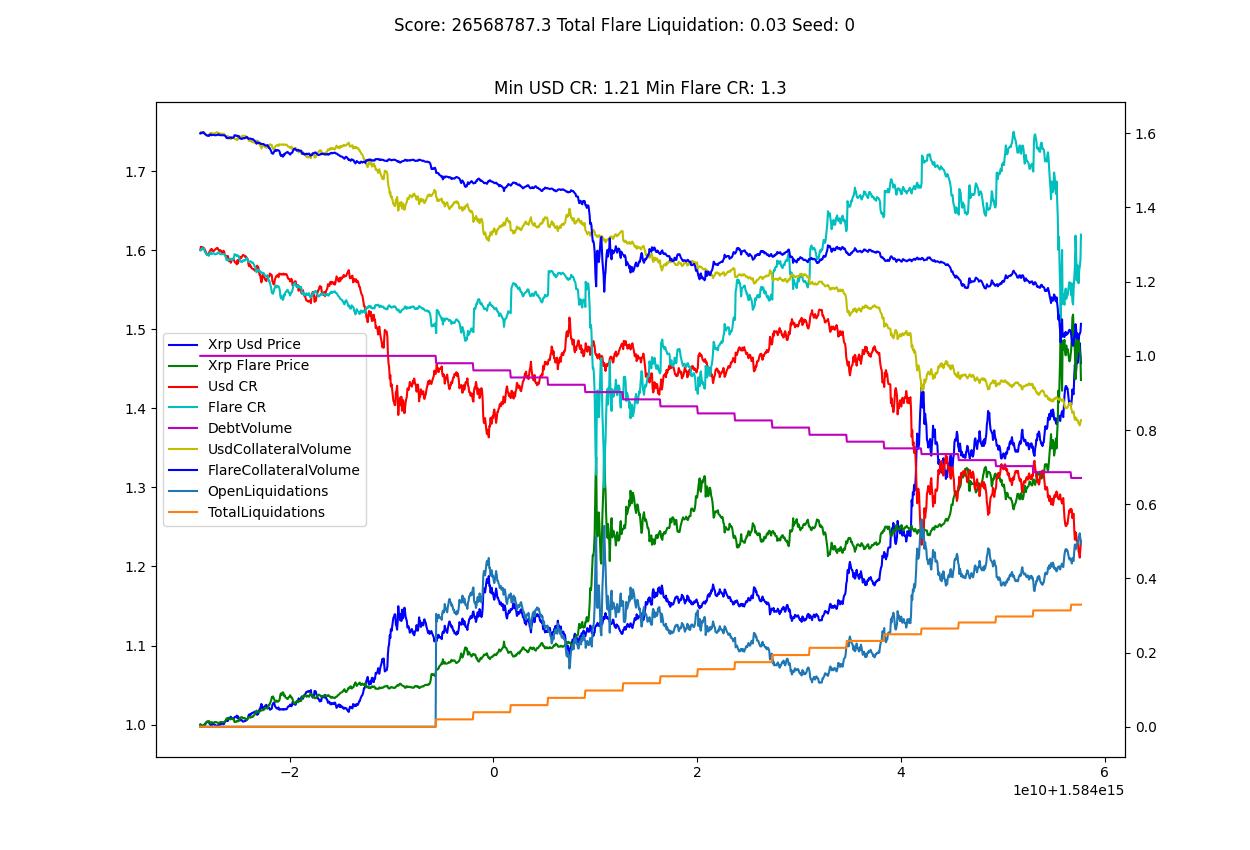 Score: 26568787.3 Total Flare Liquidation: 0.03 Seed: 0
Min USD CR: 1.21 Min Flare CR: 1.3
1.7
1.6
1.5
1.4
1.3
1.2
1.1
1.0
1.6
1.4
1.2
1.0
0.8
0.6
0.4
0.2
0.0
Xrp Usd Price
Xrp Flare Price
Usd CR
Flare CR
DebtVolume
UsdCollateralVolume
FlareCollateralVolume
OpenLiquidations
TotalLiquidations
−2 0 2 4 6
1e10+1.584e15